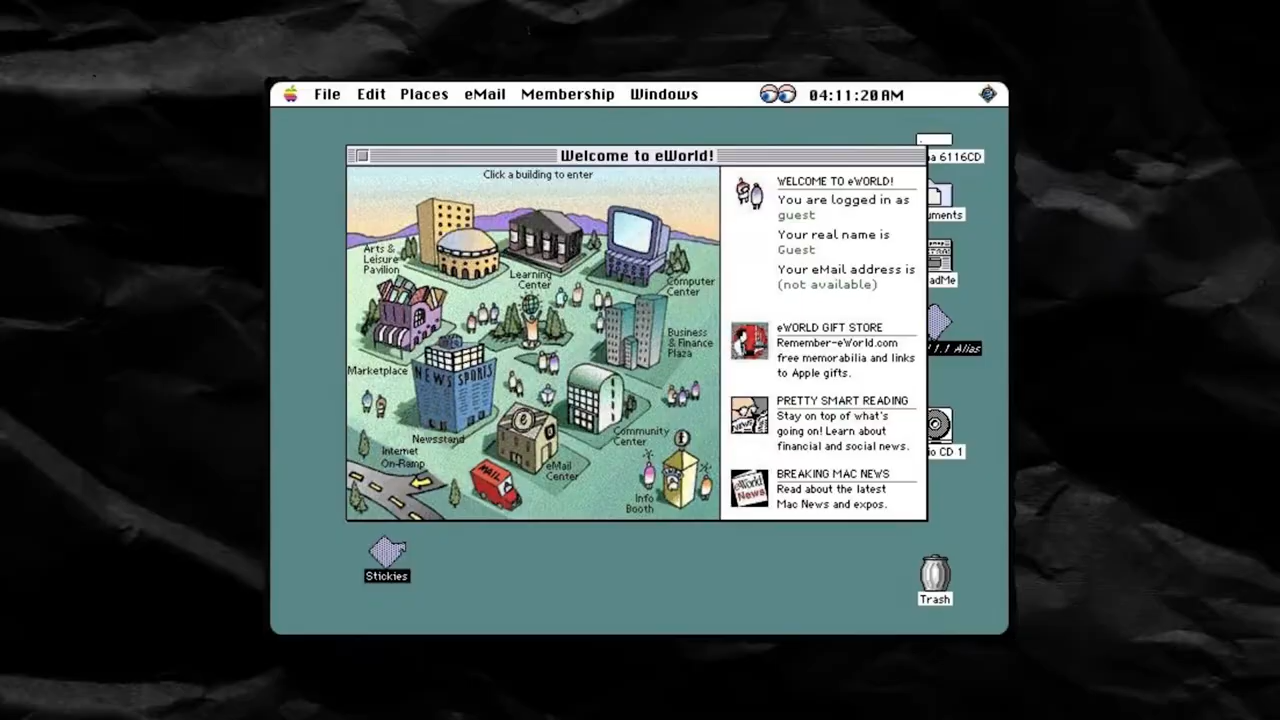 File Edit Places eMail Membership Windows 04:11:20 AM
Welcome to eWorld!
Click a building to enter
Arts &
Leisure
Pavilion
Learning
Center
Computer
Center
Business
& Finance
Plaza
Marketplace
NEWS SPORTS
Newsstand
Community
Center
Internet
On-Ramp
eMail
Center
MAIL
Info
Booth
WELCOME TO eWORLD!
You are logged in as
guest
Your real name is
Guest
Your eMail address is
(not available)
eWORLD GIFT STORE
Remember-eWorld.com
free memorabilia and links
to Apple gifts.
PRETTY SMART READING
Stay on top of what's
going on! Learn about
financial and social news.
eWorld
News
BREAKING MAC NEWS
Read about the latest
Mac News and expos.
a 6116CD
uments
adMe
1.1 Alias
io CD 1
Stickies
Trash